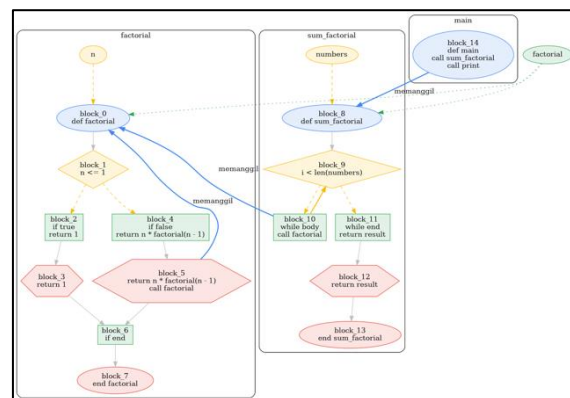 factorial
n
block_0
def factorial
block_1
n <= 1
memanggil
block_2
if true
return 1
block_4
if false
return n * factorial(n - 1)
block_3
return 1
block_5
return n * factorial(n - 1)
call factorial
block_6
if end
block_7
end factorial
sum_factorial
numbers
block_8
def sum_factorial
memanggil
block_9
i < len(numbers)
block_10
while body
call factorial
block_11
while end
return result
block_12
return result
block_13
end sum_factorial
main
block_14
def main
call sum_factorial
call print
memanggil
factorial